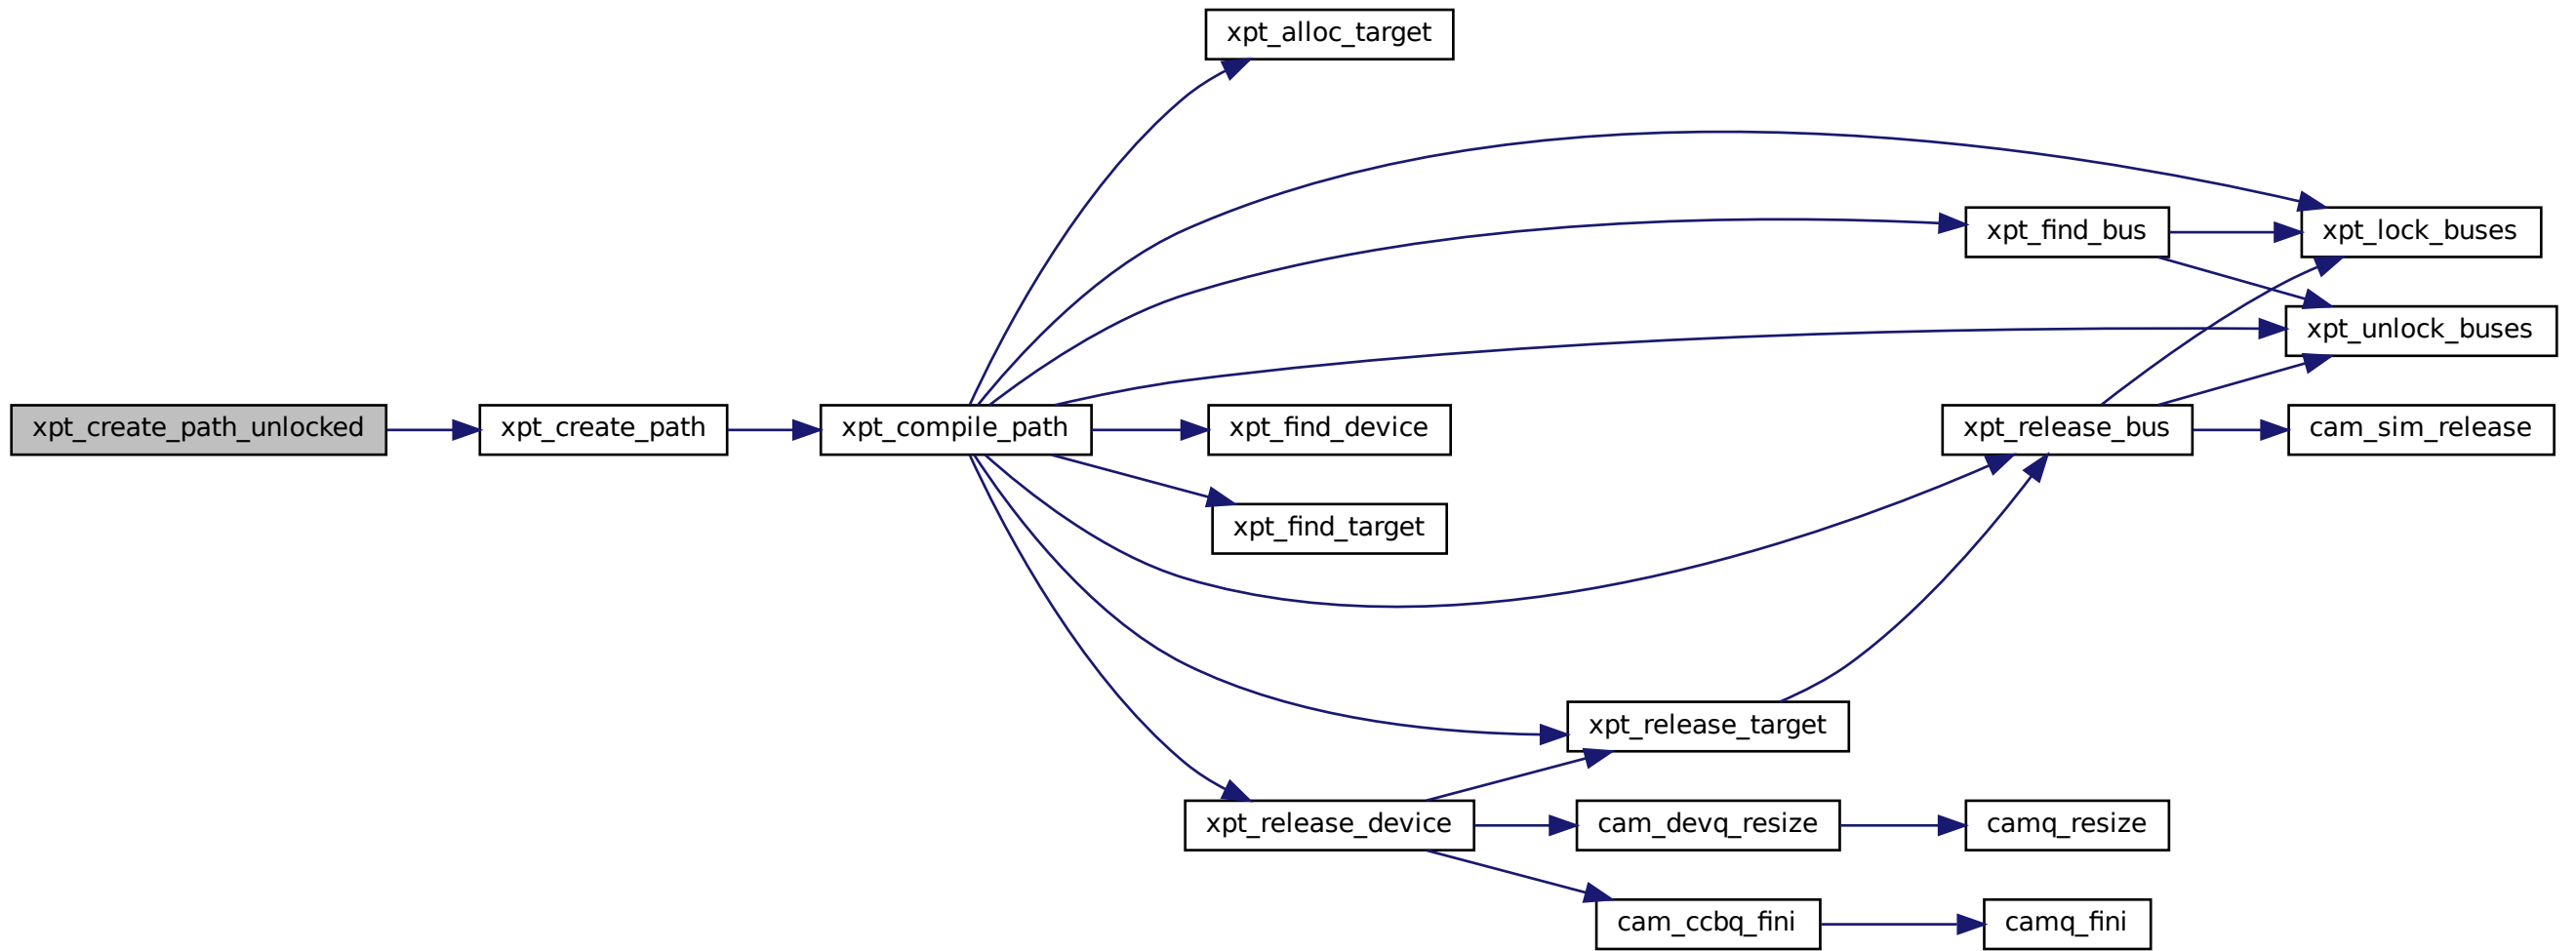 xpt_alloc_target
xpt_find_bus
xpt_lock_buses
xpt_unlock_buses
xpt_create_path_unlocked
xpt_create_path
xpt_compile_path
xpt_find_device
xpt_release_bus
cam_sim_release
xpt_find_target
xpt_release_target
xpt_release_device
cam_devq_resize
camq_resize
cam_ccbq_fini
camq_fini